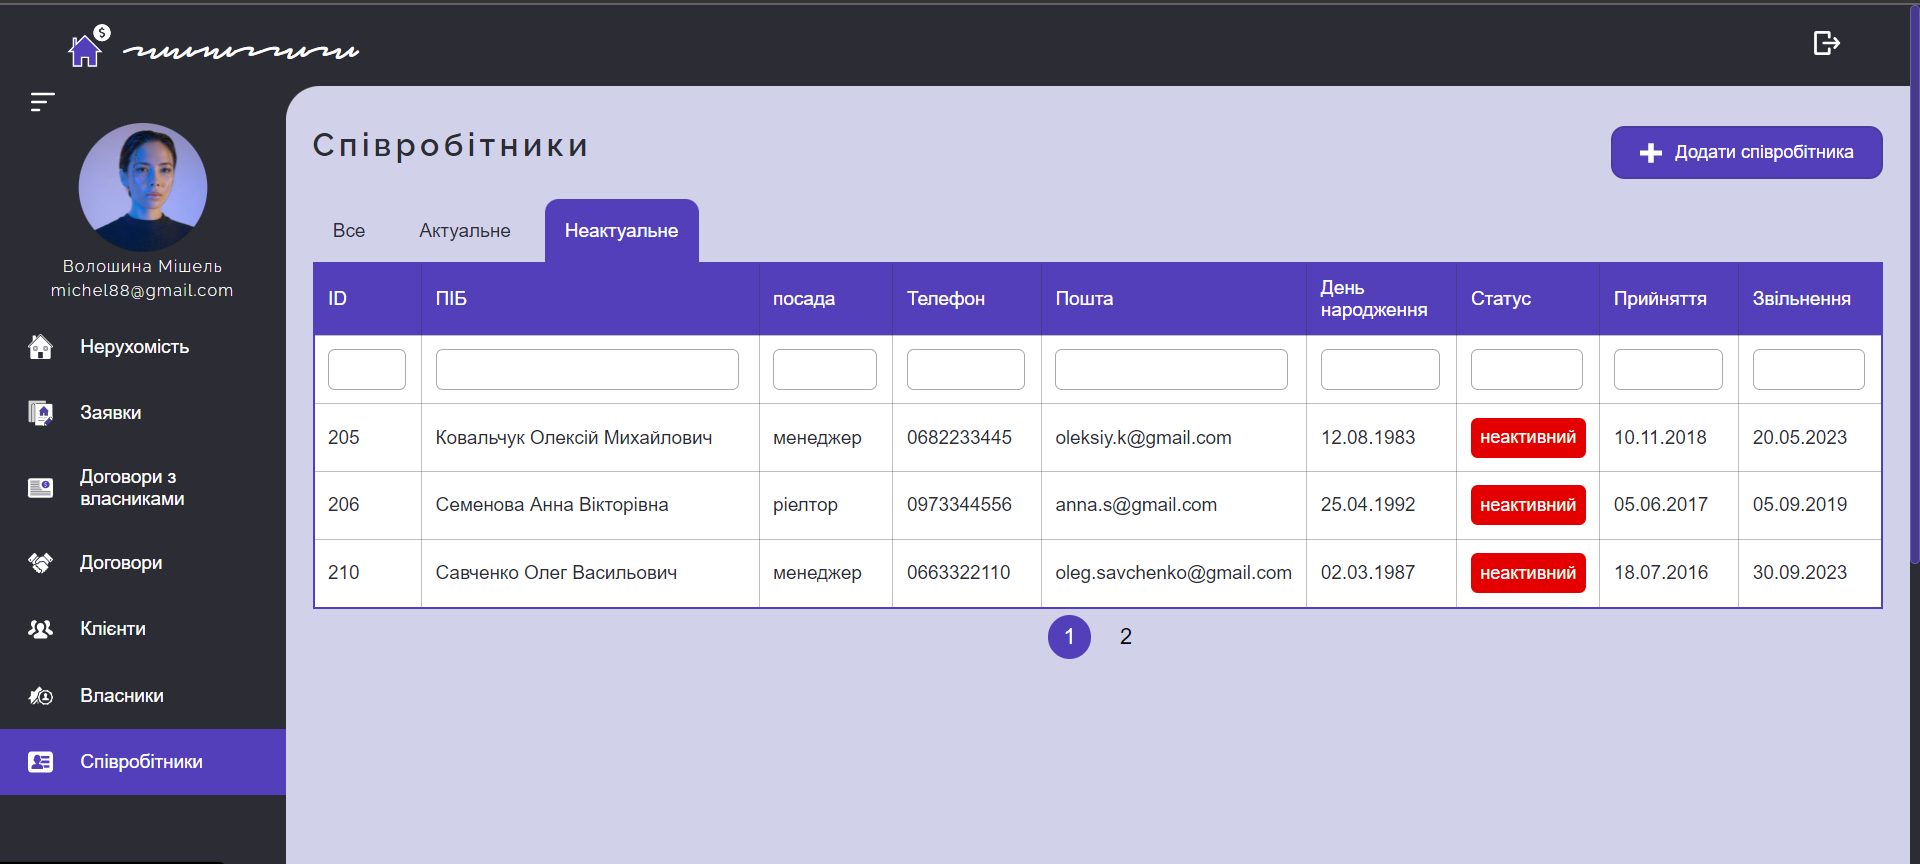 $
Співробітники
Додати співробітника
Волошина Мішель
michel88@gmail.com
Нерухомість
Заявки
Договори з
власниками
Договори
Клієнти
Власники
Співробітники
Все Актуальне Неактуальне
ID ПІБ посада Телефон Пошта День народження Статус Прийняття Звільнення
205 Ковальчук Олексій Михайлович менеджер 0682233445 oleksiy.k@gmail.com 12.08.1983 неактивний 10.11.2018 20.05.2023
206 Семенова Анна Вікторівна ріелтор 0973344556 anna.s@gmail.com 25.04.1992 неактивний 05.06.2017 05.09.2019
210 Савченко Олег Васильович менеджер 0663322110 oleg.savchenko@gmail.com 02.03.1987 неактивний 18.07.2016 30.09.2023
1 2